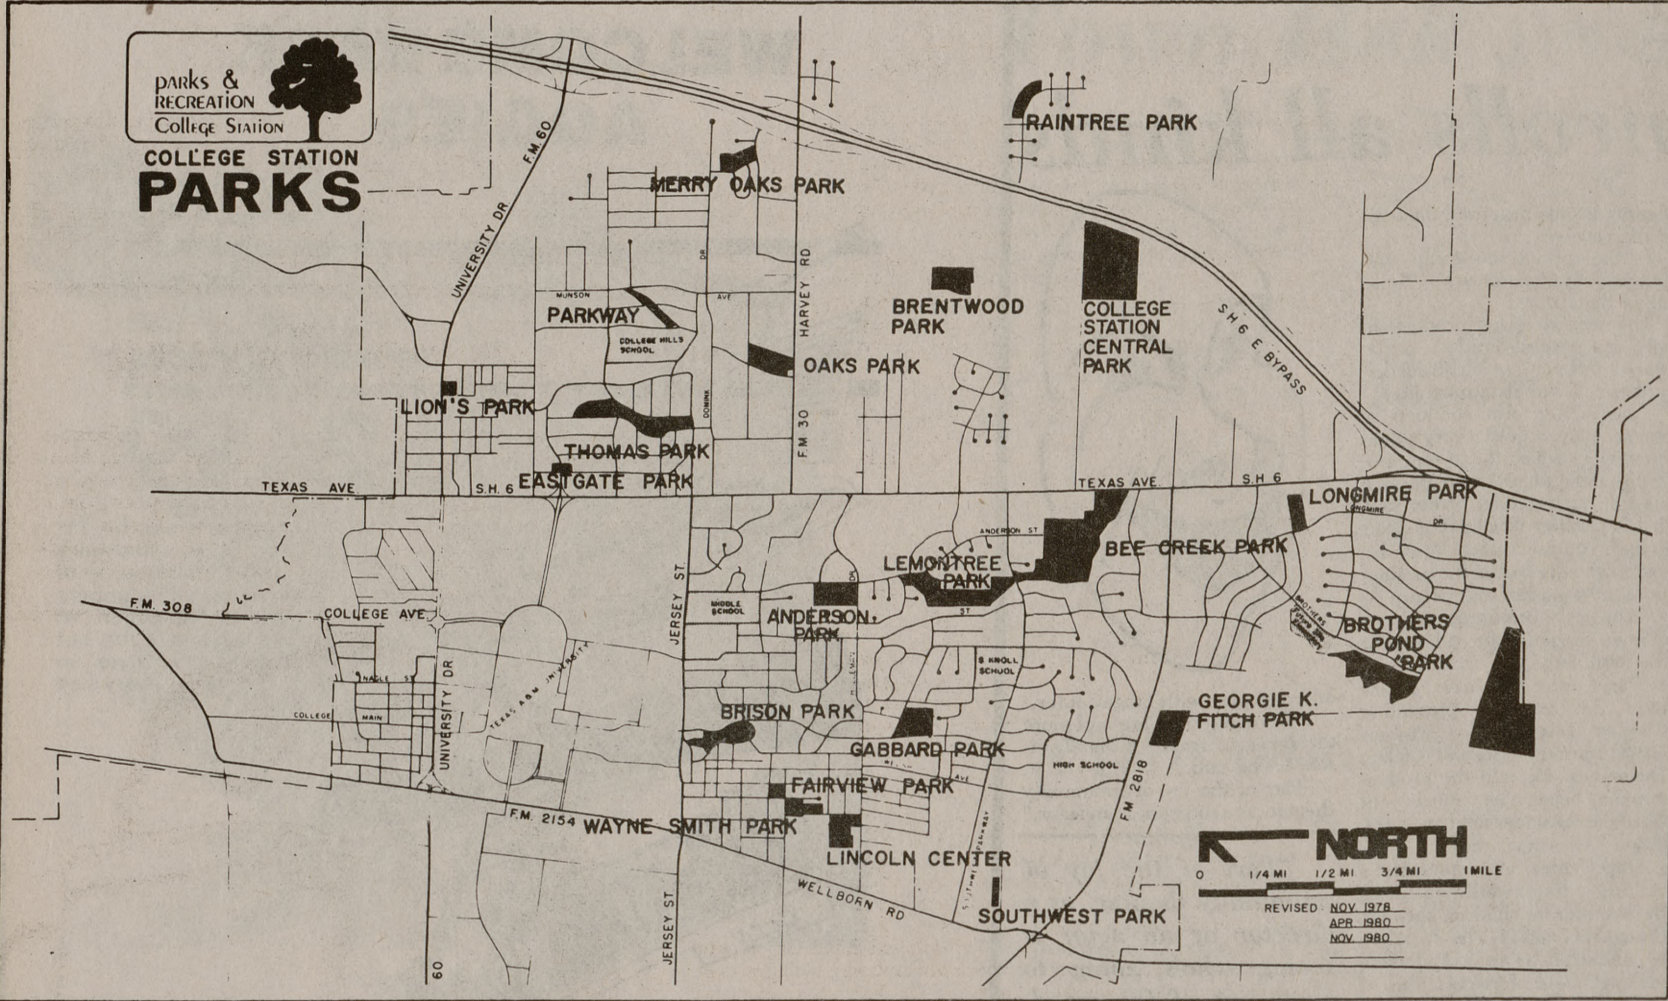 PARKS &
RECREATION
COLLEGE STATION
COLLEGE STATION
PARKS
F.M. 60
UNIVERSITY DR
RAINTREE PARK
MERRY OAKS PARK
DR
HARVEY RD
MUNSON
AVE
PARKWAY
COLLEGE HILLS
SCHOOL
BRENTWOOD
PARK
COLLEGE
STATION
CENTRAL
PARK
S H 6 E BYPASS
OAKS PARK
LION'S PARK
DOMINIK
F.M 30
THOMAS PARK
EASTGATE PARK
TEXAS AVE
S.H. 6
TEXAS AVE
S.H 6
LONGMIRE PARK
LONGMIRE
DR
ANDERSON ST
BEE CREEK PARK
LEMONTREE
PARK
JERSEY ST
DR
F.M. 308
COLLEGE AVE
MIDDLE
SCHOOL
ANDERSON
PARK
ST
BROTHERS
BROTHERS
POND
PARK
S KNOLL
SCHOOL
NAGLE ST
TEXAS A & M UNIVERSITY
COLLEGE
MAIN
UNIVERSITY DR
BRISON PARK
GEORGIE K.
FITCH PARK
GABBARD PARK
HIGH SCHOOL
AVE
FAIRVIEW PARK
F.M. 2154
WAYNE SMITH PARK
F M 2818
LINCOLN CENTER
WELLBORN RD
SOUTHWEST PARK
JERSEY ST
60
NORTH
0 1/4 MI 1/2 MI 3/4 MI 1 MILE
REVISED NOV. 1978
APR. 1980
NOV. 1980